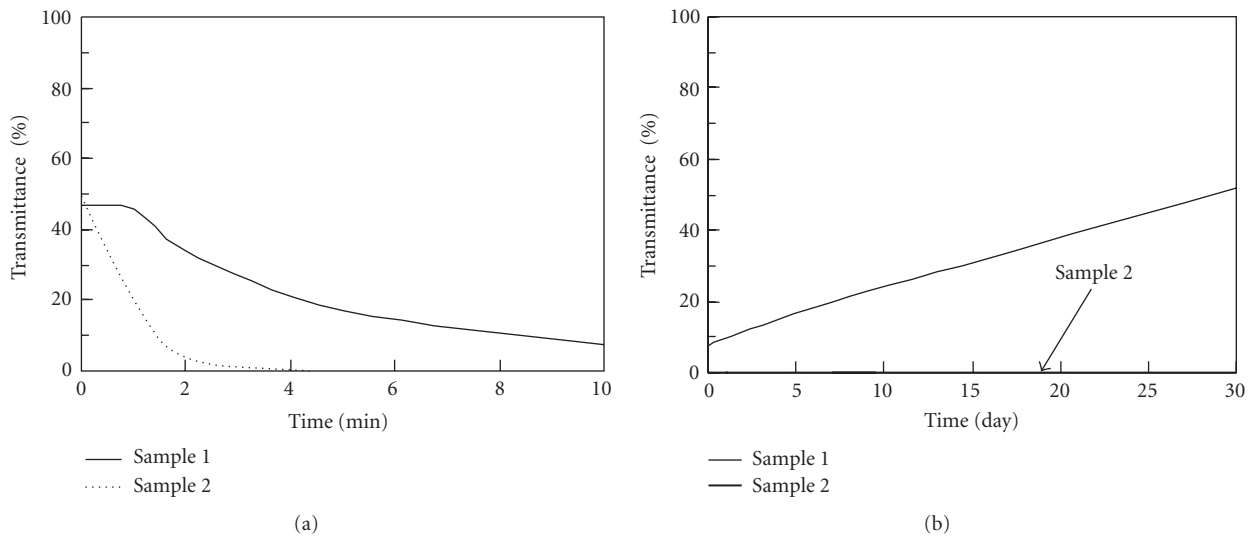 100
80
60
40
20
0
Transmittance (%)
0 2 4 6 8 10
Time (min)
Sample 1
Sample 2
(a)
100
80
60
40
20
0
Transmittance (%)
Sample 2
0 5 10 15 20 25 30
Time (day)
Sample 1
Sample 2
(b)